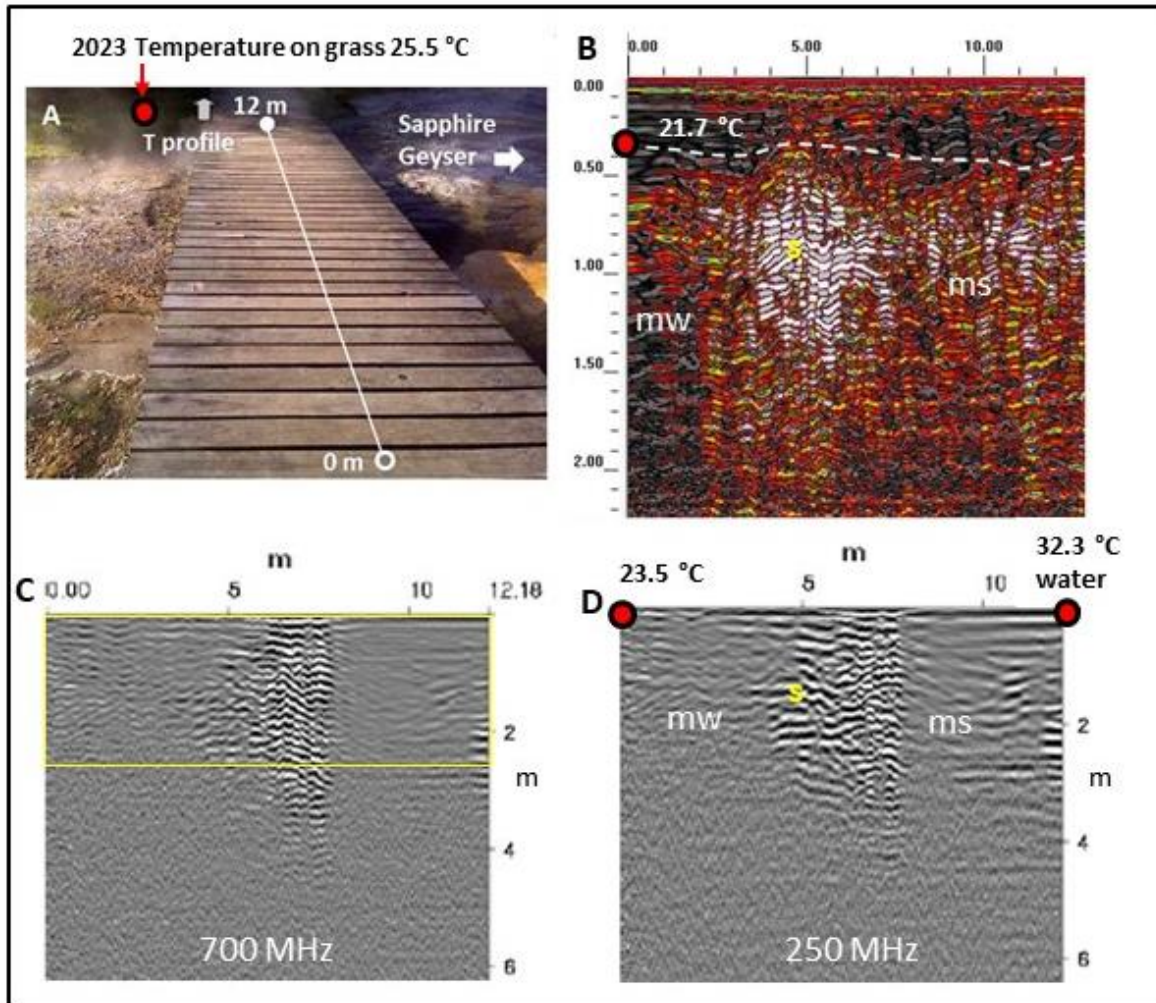 2023 Temperature on grass 25.5 °C
A
12 m
T profile
Sapphire
Geyser
0 m
B
0.00 5.00 10.00
0.00
21.7 °C
0.50
s
1.00
mw
ms
1.50
2.00
C
m
0.00 5 10 12.18
2
m
4
700 MHz
6
D
23.5 °C
m
32.3 °C
water
5 10
s
mw
ms
2
m
4
250 MHz
6